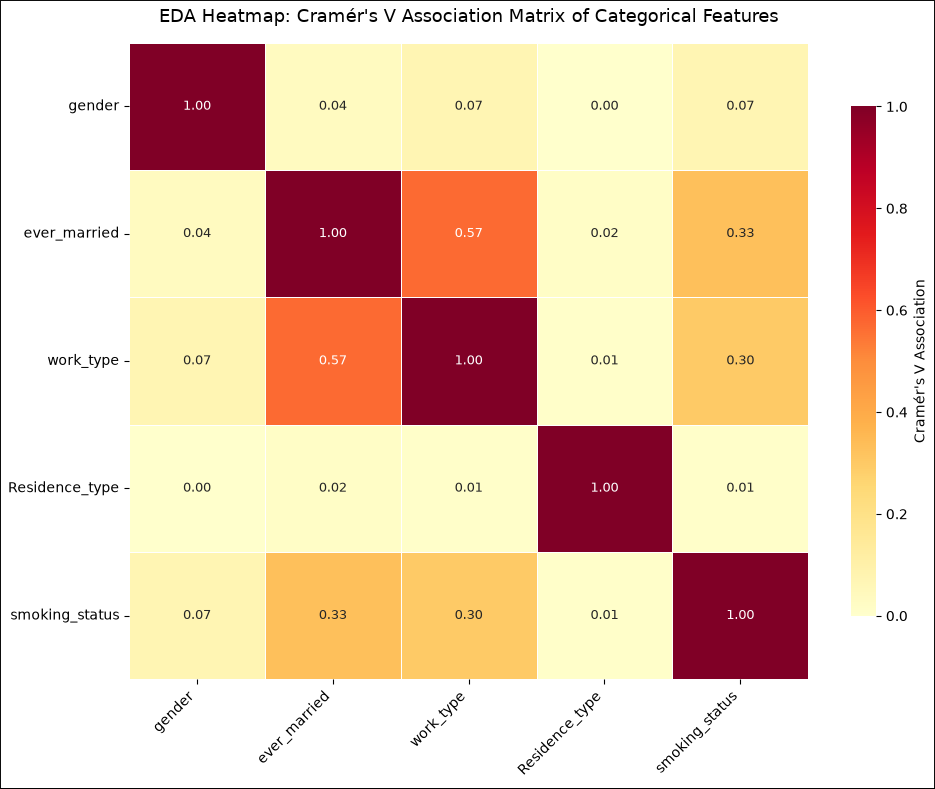 EDA Heatmap: Cramér's V Association Matrix of Categorical Features
gender
1.00 0.04 0.07 0.00 0.07
ever_married
0.04 1.00 0.57 0.02 0.33
work_type
0.07 0.57 1.00 0.01 0.30
Residence_type
0.00 0.02 0.01 1.00 0.01
smoking_status
0.07 0.33 0.30 0.01 1.00
gender
ever_married
work_type
Residence_type
smoking_status
1.0
0.8
0.6
0.4
0.2
0.0
Cramér's V Association